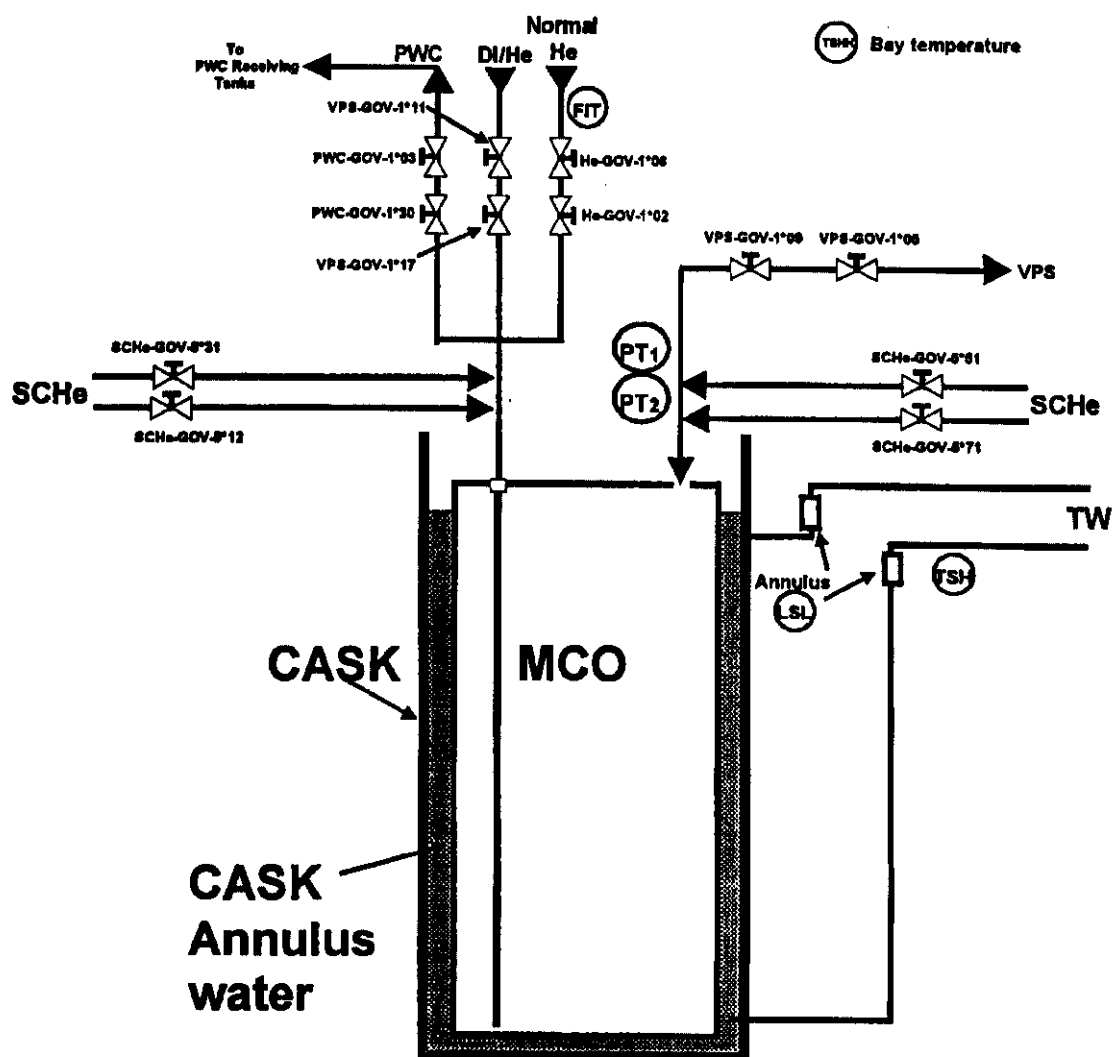 To
PWC Receiving
Tanks
PWC
DI/He
Normal
He
TSHH
Bay temperature
FIT
VPS-GOV-1*11
PWC-GOV-1*03
He-GOV-1*06
PWC-GOV-1*30
He-GOV-1*02
VPS-GOV-1*17
VPS-GOV-1*09
VPS-GOV-1*05
VPS
SCHe-GOV-5*31
SCHe
SCHe-GOV-5*12
PT1
PT2
SCHe-GOV-5*51
SCHe
SCHe-GOV-5*71
TW
Annulus
LSL
TSH
CASK
MCO
CASK
Annulus
water